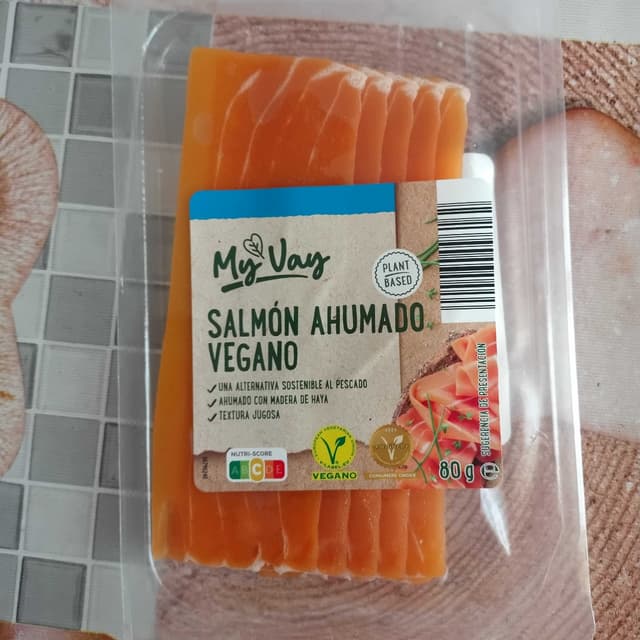 My Vay
PLANT
BASED
SALMÓN AHUMADO
VEGANO
UNA ALTERNATIVA SOSTENIBLE AL PESCADO
AHUMADO CON MADERA DE HAYA
TEXTURA JUGOSA
NUTRI-SCORE
A B C D E
VEGANO
80 g e
SUGERENCIA DE PRESENTACIÓN